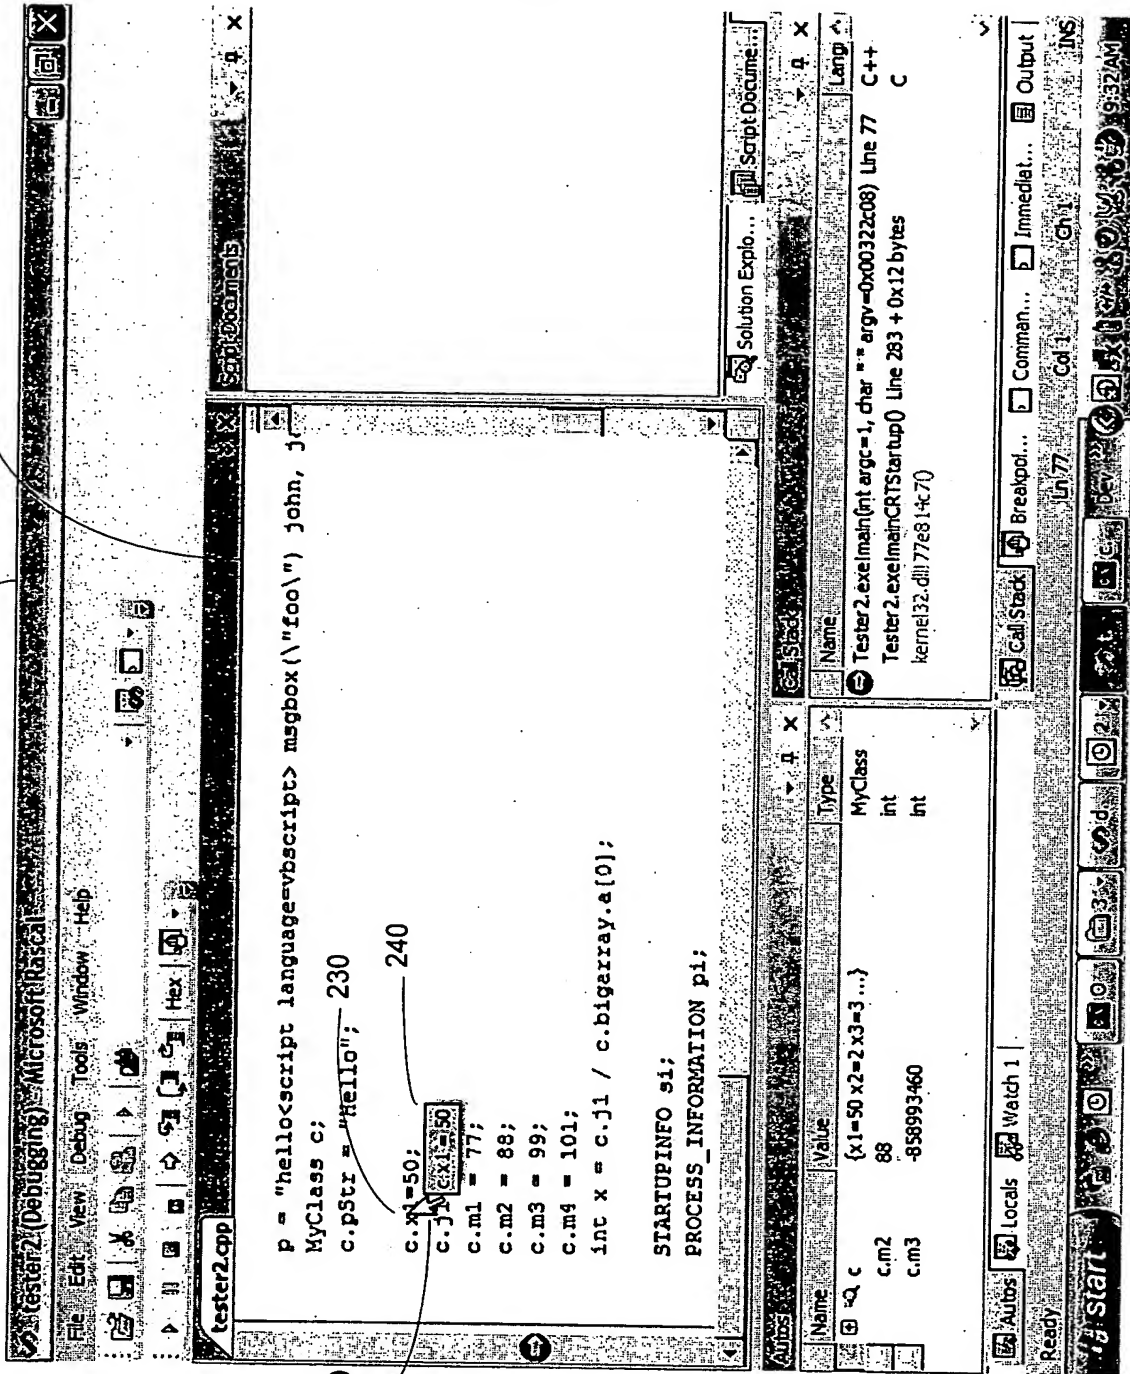 tester2 (Debugging) - Microsoft Rascal
File Edit View Debug Tools Window Help
Hex
tester2.cpp
Script Documents
p = "hello<script language=vbscript> msgbox(\"foo\") john, j
MyClass c;
c.pStr = "Hello";
230
c.x1=50;
240
c.j1
c.x1=50
c.m1 = 77;
c.m2 = 88;
c.m3 = 99;
c.m4 = 101;
int x = c.j1 / c.bigarray.a[0];
STARTUPINFO si;
PROCESS_INFORMATION pi;
Solution Explo... Script Docume...
Autos
Name Value Type
c {x1=50 x2=2 x3=3 ...} MyClass
c.m2 88 int
c.m3 -858993460 int
Autos Locals Watch 1
Call Stack
Name Lang
Tester2.exe!main(int argc=1, char ** argv=0x00322c08) Line 77 C++
Tester2.exe!mainCRTStartup() Line 283 + 0x12 bytes C
kernel32.dll!77e814c7()
Call Stack Breakpoi... Comman... Immediat... Output
Ready Ln 77 Col 1 Ch 1 INS
start 0 3 d 2 t. c. Dev 9:32 AM